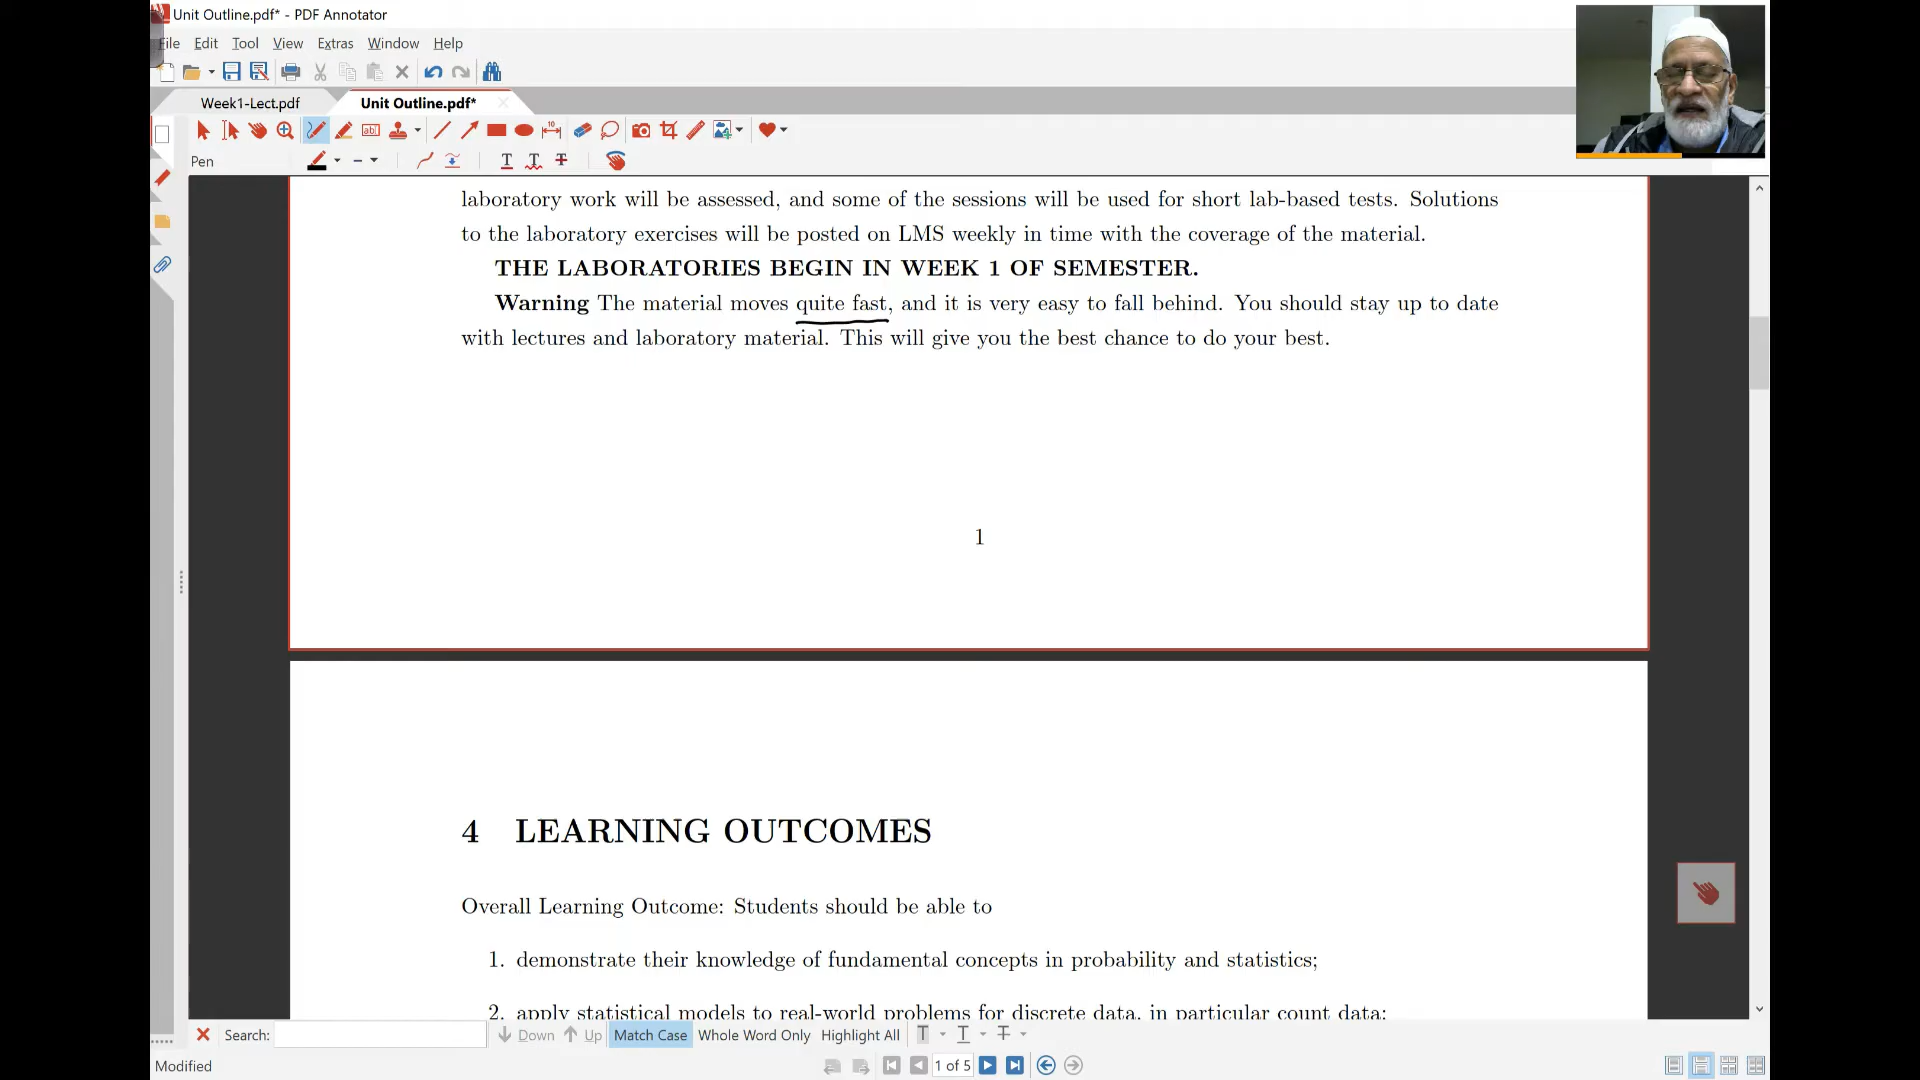 Unit Outline.pdf* - PDF Annotator
File Edit Tool View Extras Window Help
Week1-Lect.pdf Unit Outline.pdf*
Pen
laboratory work will be assessed, and some of the sessions will be used for short lab-based tests. Solutions
to the laboratory exercises will be posted on LMS weekly in time with the coverage of the material.
THE LABORATORIES BEGIN IN WEEK 1 OF SEMESTER.
Warning The material moves quite fast, and it is very easy to fall behind. You should stay up to date
with lectures and laboratory material. This will give you the best chance to do your best.
1
4 LEARNING OUTCOMES
Overall Learning Outcome: Students should be able to
1. demonstrate their knowledge of fundamental concepts in probability and statistics;
2. apply statistical models to real-world problems for discrete data, in particular count data;
Search: Down Up Match Case Whole Word Only Highlight All
Modified 1 of 5